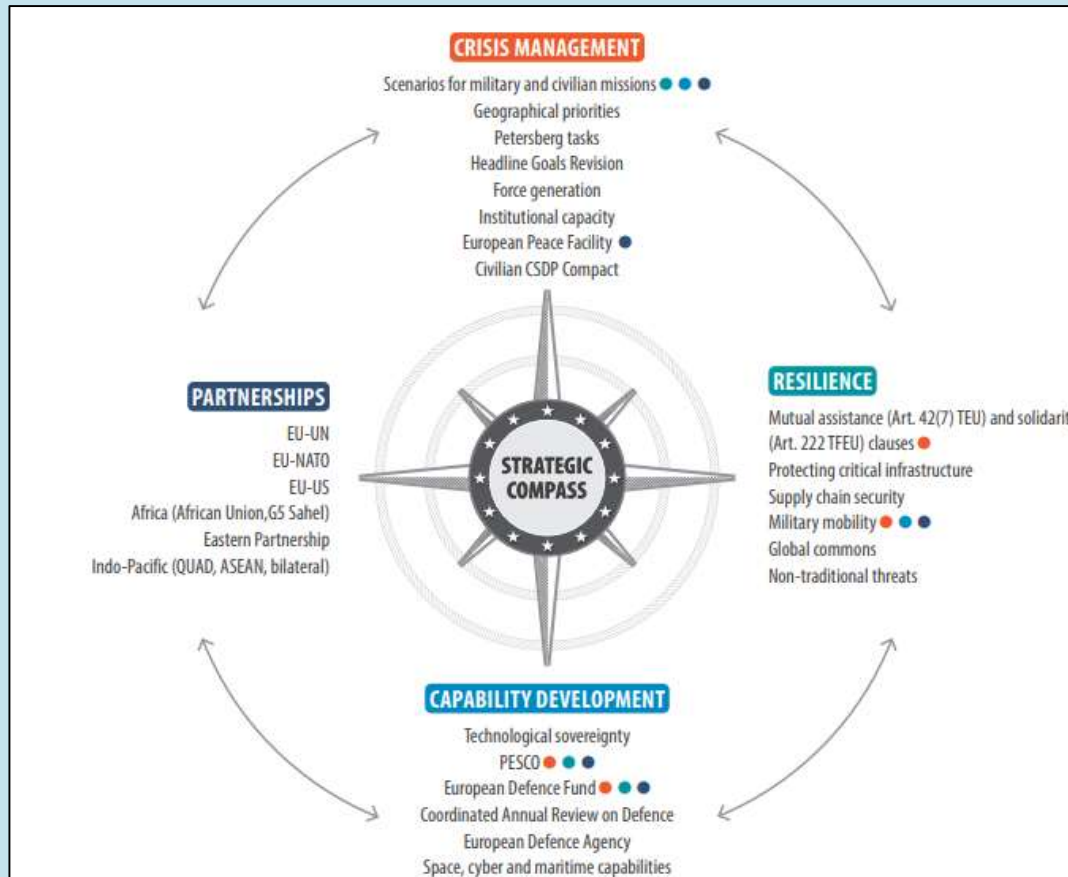 CRISIS MANAGEMENT
Scenarios for military and civilian missions
Geographical priorities
Petersberg tasks
Headline Goals Revision
Force generation
Institutional capacity
European Peace Facility
Civilian CSDP Compact
PARTNERSHIPS
EU-UN
EU-NATO
EU-US
Africa (African Union,G5 Sahel)
Eastern Partnership
Indo-Pacific (QUAD, ASEAN, bilateral)
STRATEGIC
COMPASS
RESILIENCE
Mutual assistance (Art. 42(7) TEU) and solidarit
(Art. 222 TFEU) clauses
Protecting critical infrastructure
Supply chain security
Military mobility
Global commons
Non-traditional threats
CAPABILITY DEVELOPMENT
Technological sovereignty
PESCO
European Defence Fund
Coordinated Annual Review on Defence
European Defence Agency
Space, cyber and maritime capabilities